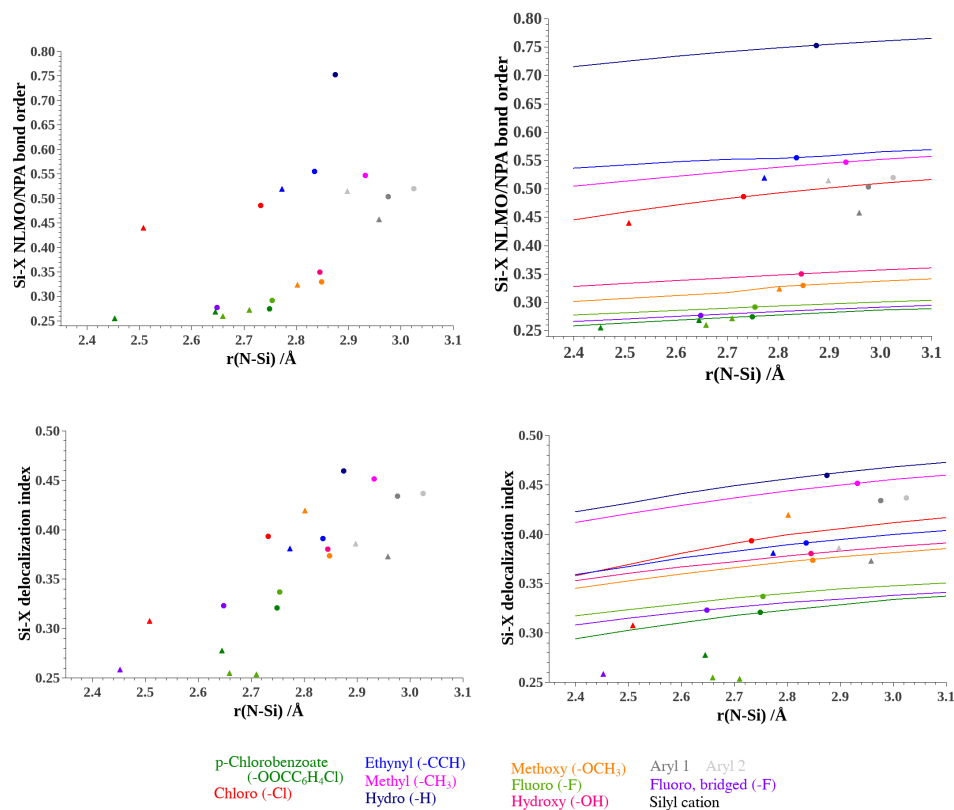 Si-X NLMO/NPA bond order
0.80
0.75
0.70
0.65
0.60
0.55
0.50
0.45
0.40
0.35
0.30
0.25
2.4 2.5 2.6 2.7 2.8 2.9 3.0 3.1
r(N-Si) /Å
Si-X NLMO/NPA bond order
0.80
0.75
0.70
0.65
0.60
0.55
0.50
0.45
0.40
0.35
0.30
0.25
2.4 2.5 2.6 2.7 2.8 2.9 3.0 3.1
r(N-Si) /Å
Si-X delocalization index
0.50
0.45
0.40
0.35
0.30
0.25
2.4 2.5 2.6 2.7 2.8 2.9 3.0 3.1
r(N-Si) /Å
Si-X delocalization index
0.50
0.45
0.40
0.35
0.30
0.25
2.4 2.5 2.6 2.7 2.8 2.9 3.0 3.1
r(N-Si) /Å
p-Chlorobenzoate
(-OOCC₆H₄Cl)
Chloro (-Cl)
Ethynyl (-CCH)
Methyl (-CH₃)
Hydro (-H)
Methoxy (-OCH₃)
Fluoro (-F)
Hydroxy (-OH)
Aryl 1 Aryl 2
Fluoro, bridged (-F)
Silyl cation